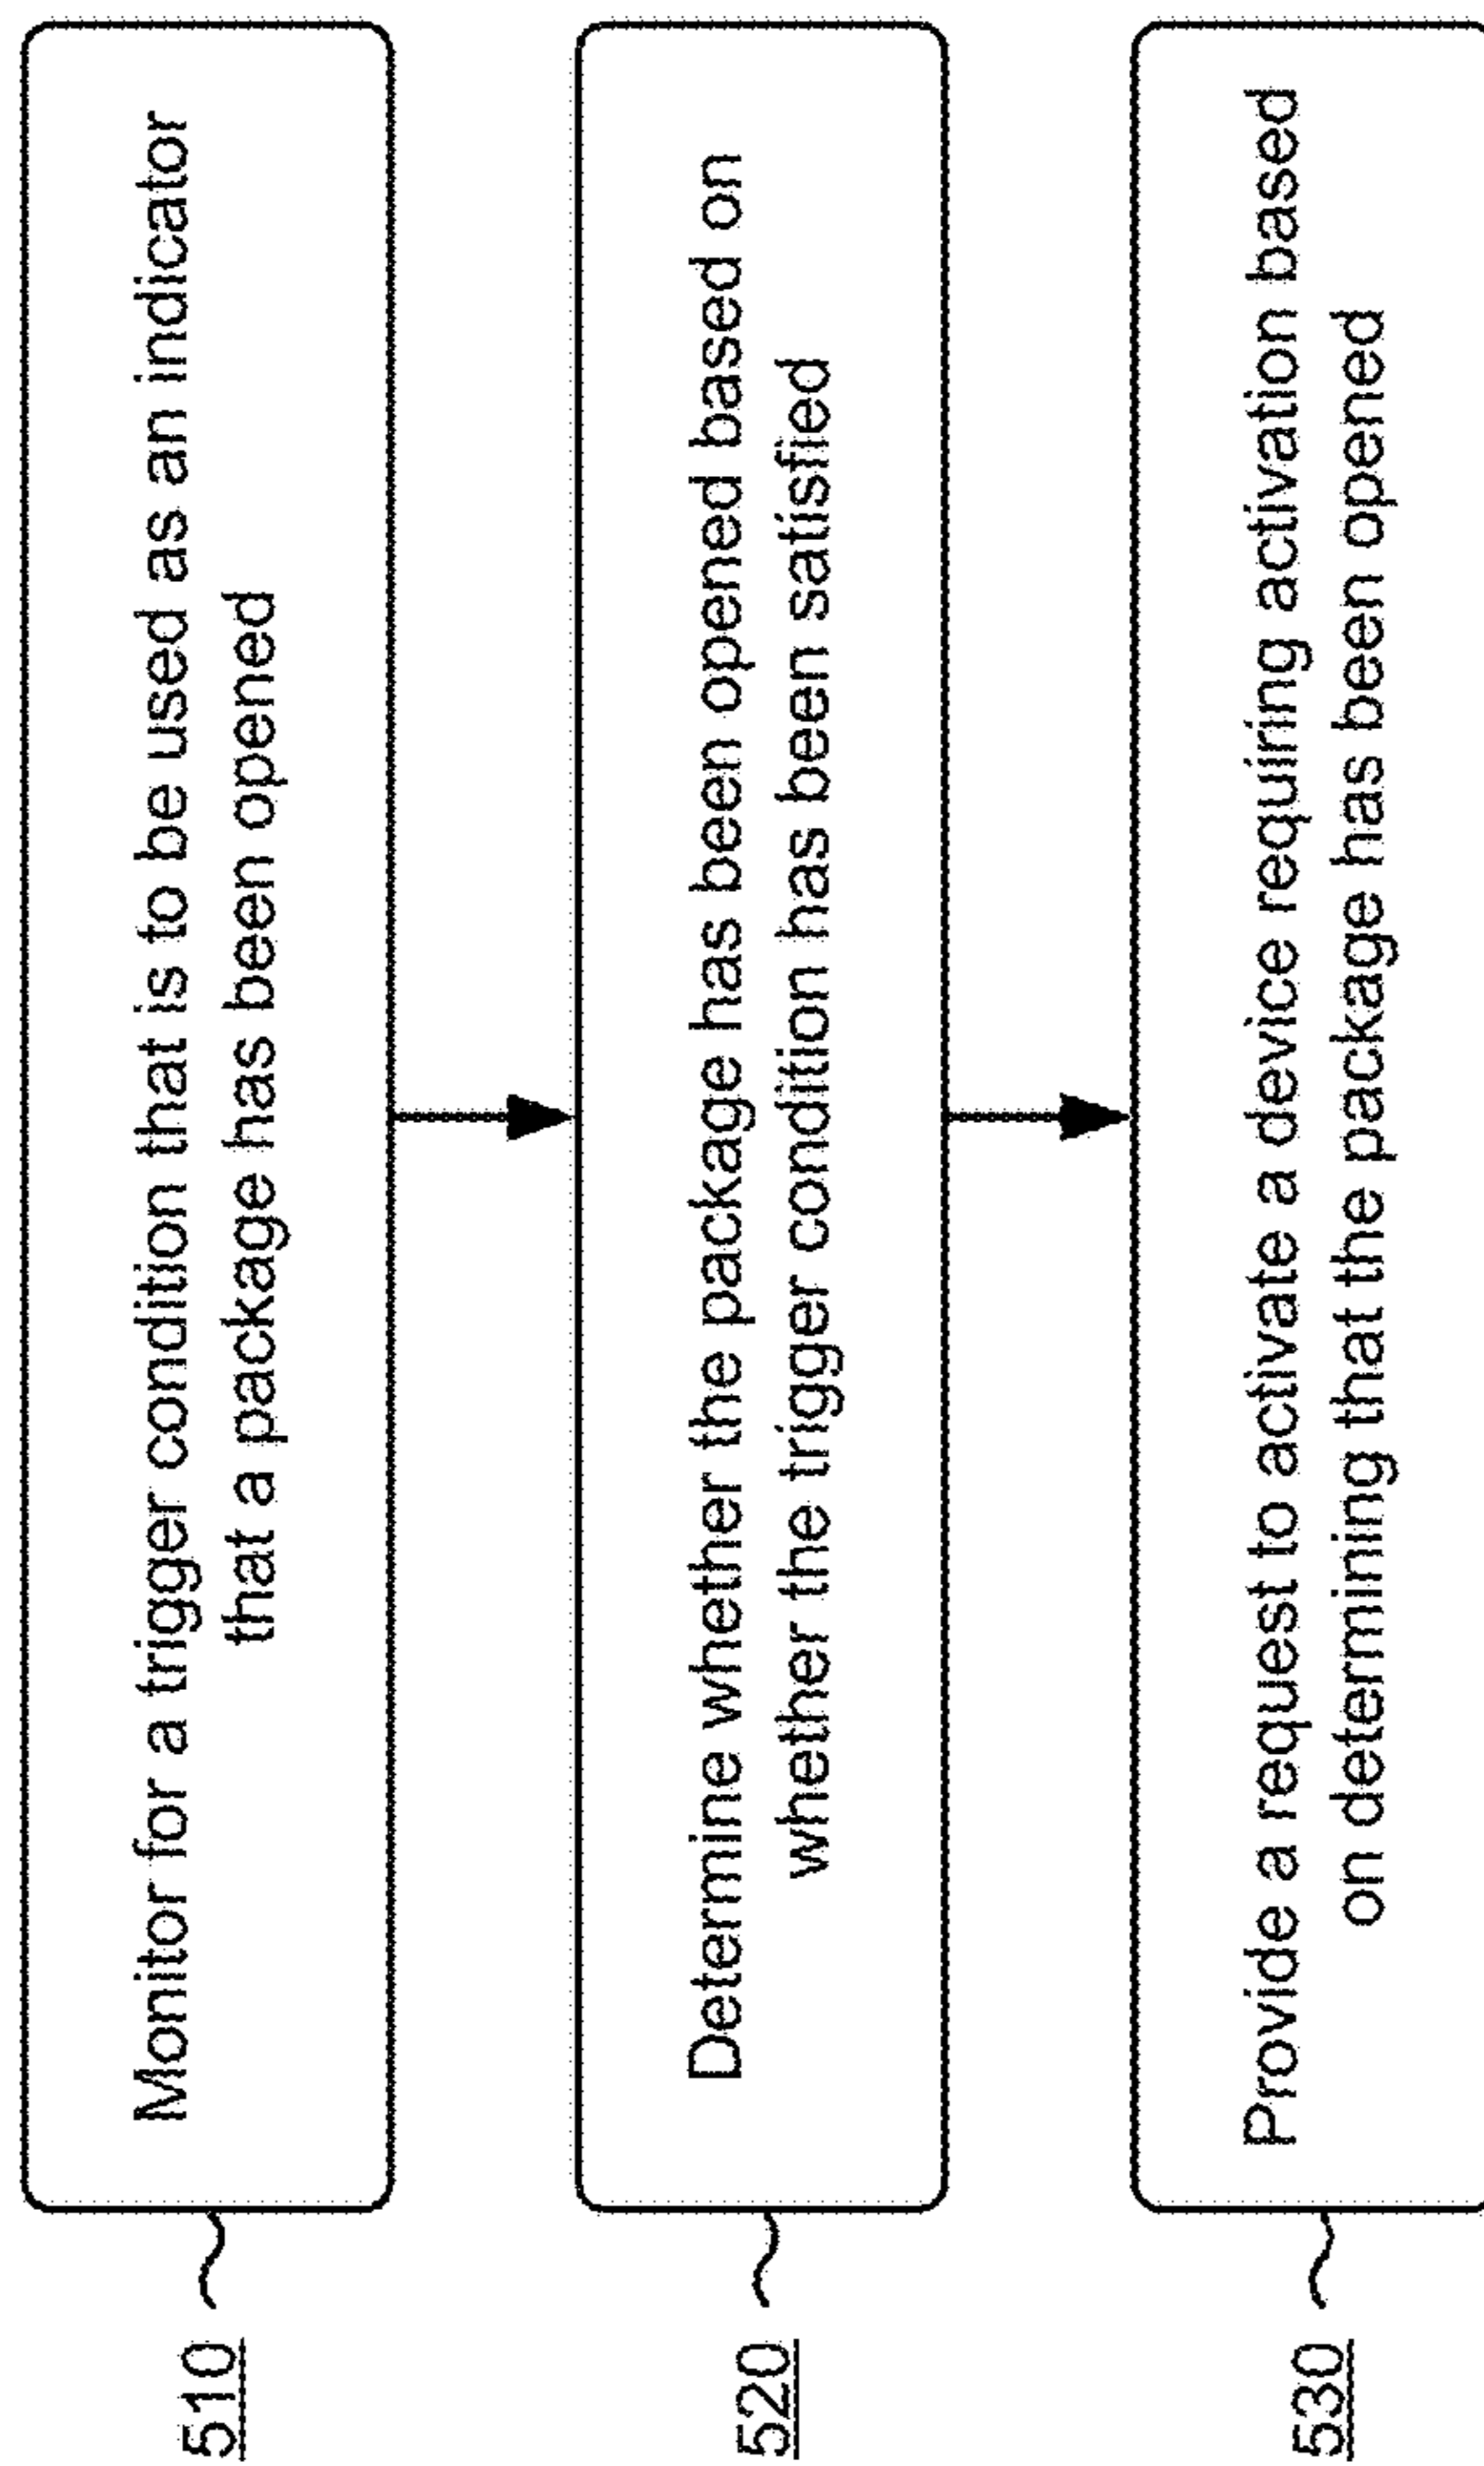 510
Monitor for a trigger condition that is to be used as an indicator
that a package has been opened
520
Determine whether the package has been opened based on
whether the trigger condition has been satisfied
530
Provide a request to activate a device requiring activation based
on determining that the package has been opened